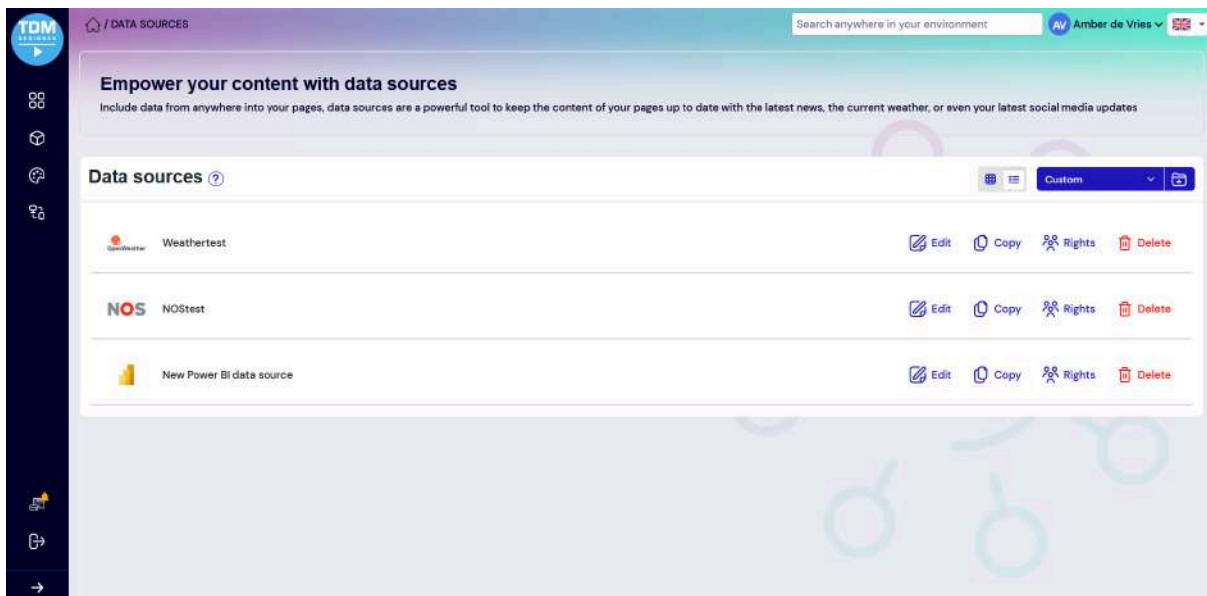 TDM
DESIGNER
/ DATA SOURCES
Search anywhere in your environment
AV Amber de Vries
Empower your content with data sources
Include data from anywhere into your pages, data sources are a powerful tool to keep the content of your pages up to date with the latest news, the current weather, or even your latest social media updates
Data sources ?
Custom
OpenWeather Weathertest Edit Copy Rights Delete
NOS NOStest Edit Copy Rights Delete
New Power BI data source Edit Copy Rights Delete